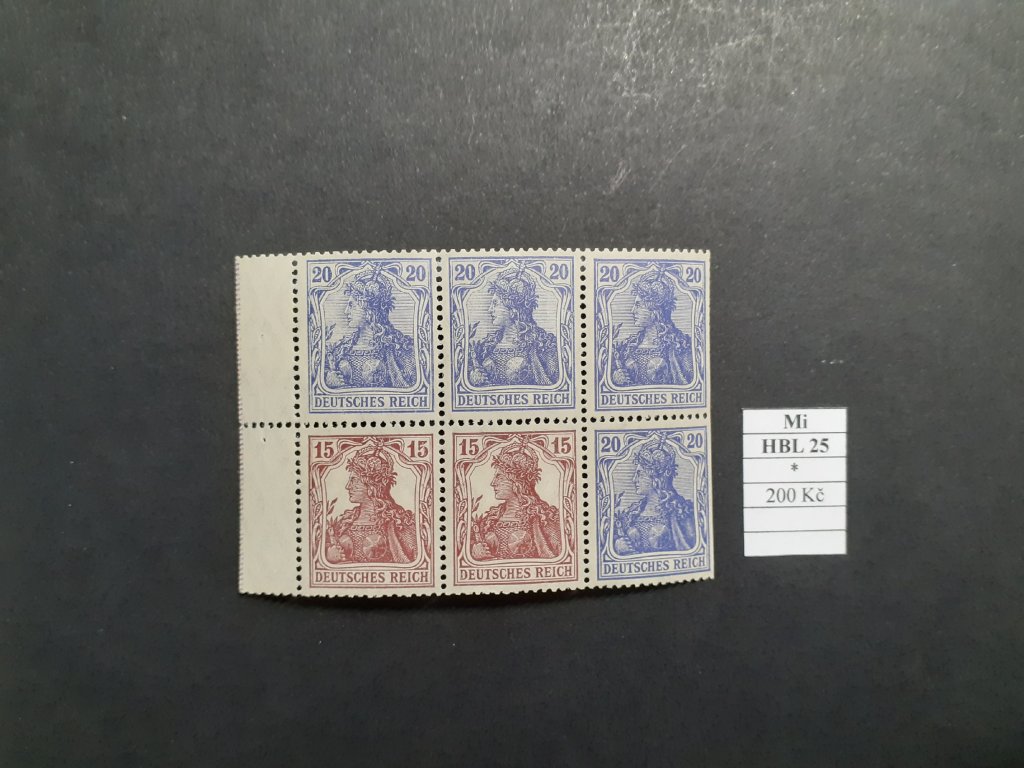 20 20 20 20 20 20
DEUTSCHES REICH DEUTSCHES REICH DEUTSCHES REICH
15 15 15 15 20 20
DEUTSCHES REICH DEUTSCHES REICH DEUTSCHES REICH
Mi
HBL 25
*
200 Kč